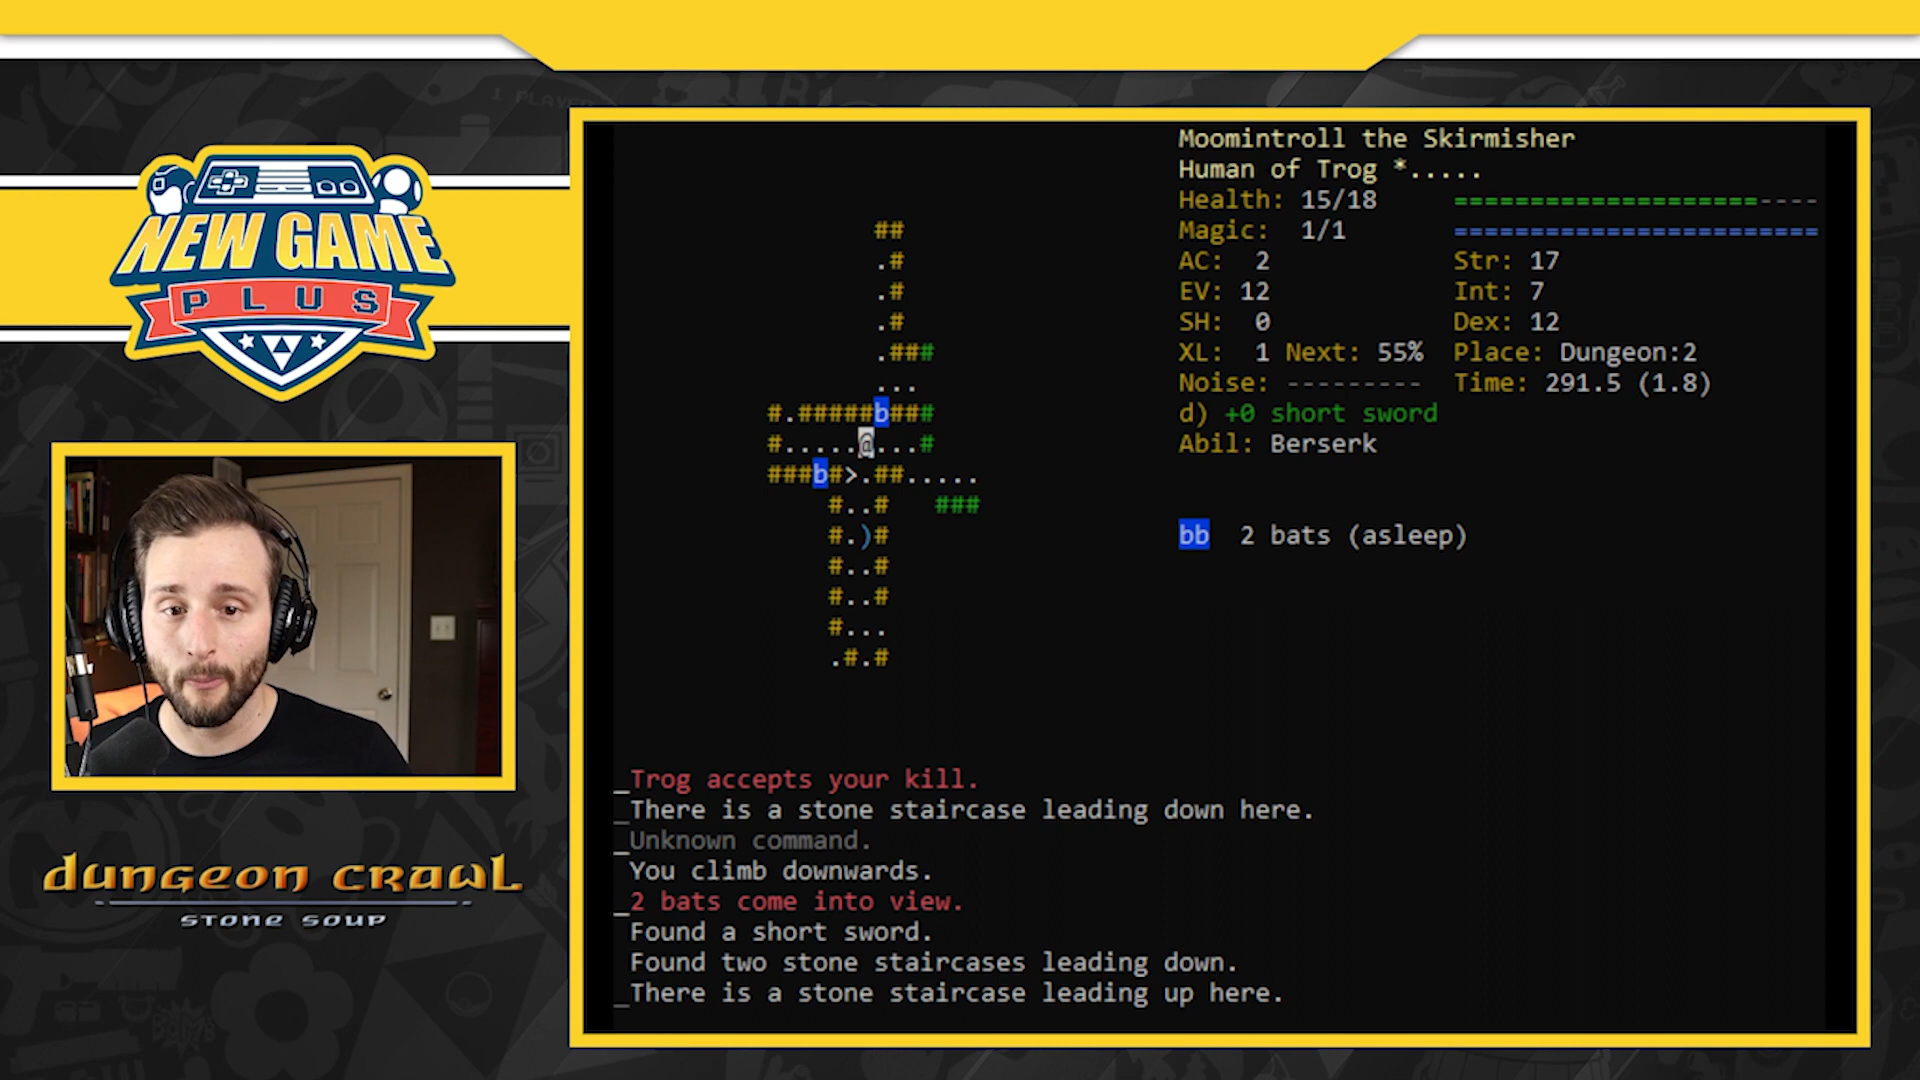 NEW GAME
PLUS
DUNGEON CRAWL
STONE SOUP
Moomintroll the Skirmisher
Human of Trog *.....
Health: 15/18 ====================----
Magic: 1/1 ========================
AC: 2 Str: 17
EV: 12 Int: 7
SH: 0 Dex: 12
XL: 1 Next: 55% Place: Dungeon:2
Noise: --------- Time: 291.5 (1.8)
d) +0 short sword
Abil: Berserk
bb 2 bats (asleep)
##
.#
.#
.#
.###
...
#.#####b###
#.....@...#
###b#>.##.....
#..# ###
#.)#
#..#
#..#
#...
.#.#
_Trog accepts your kill.
_There is a stone staircase leading down here.
_Unknown command.
You climb downwards.
_2 bats come into view.
Found a short sword.
Found two stone staircases leading down.
_There is a stone staircase leading up here.